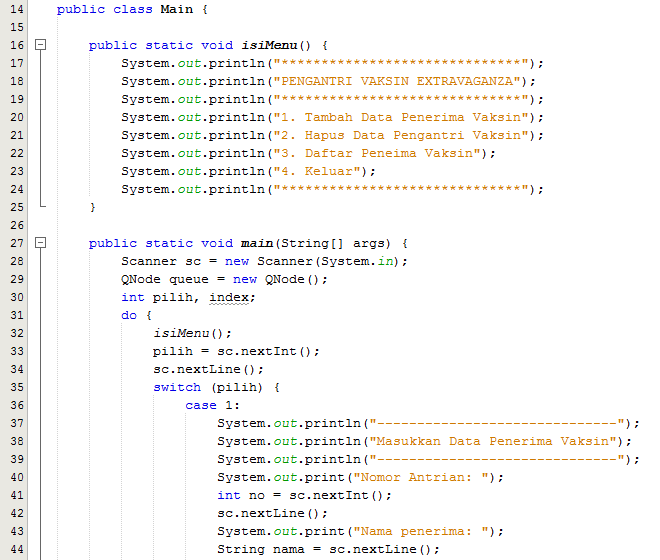 14 public class Main {
15
16 public static void isiMenu() {
17 System.out.println("******************************");
18 System.out.println("PENGANTRI VAKSIN EXTRAVAGANZA");
19 System.out.println("******************************");
20 System.out.println("1. Tambah Data Penerima Vaksin");
21 System.out.println("2. Hapus Data Pengantri Vaksin");
22 System.out.println("3. Daftar Peneima Vaksin");
23 System.out.println("4. Keluar");
24 System.out.println("******************************");
25 }
26
27 public static void main(String[] args) {
28 Scanner sc = new Scanner(System.in);
29 QNode queue = new QNode();
30 int pilih, index;
31 do {
32 isiMenu();
33 pilih = sc.nextInt();
34 sc.nextLine();
35 switch (pilih) {
36 case 1:
37 System.out.println("------------------------------");
38 System.out.println("Masukkan Data Penerima Vaksin");
39 System.out.println("------------------------------");
40 System.out.print("Nomor Antrian: ");
41 int no = sc.nextInt();
42 sc.nextLine();
43 System.out.print("Nama penerima: ");
44 String nama = sc.nextLine();